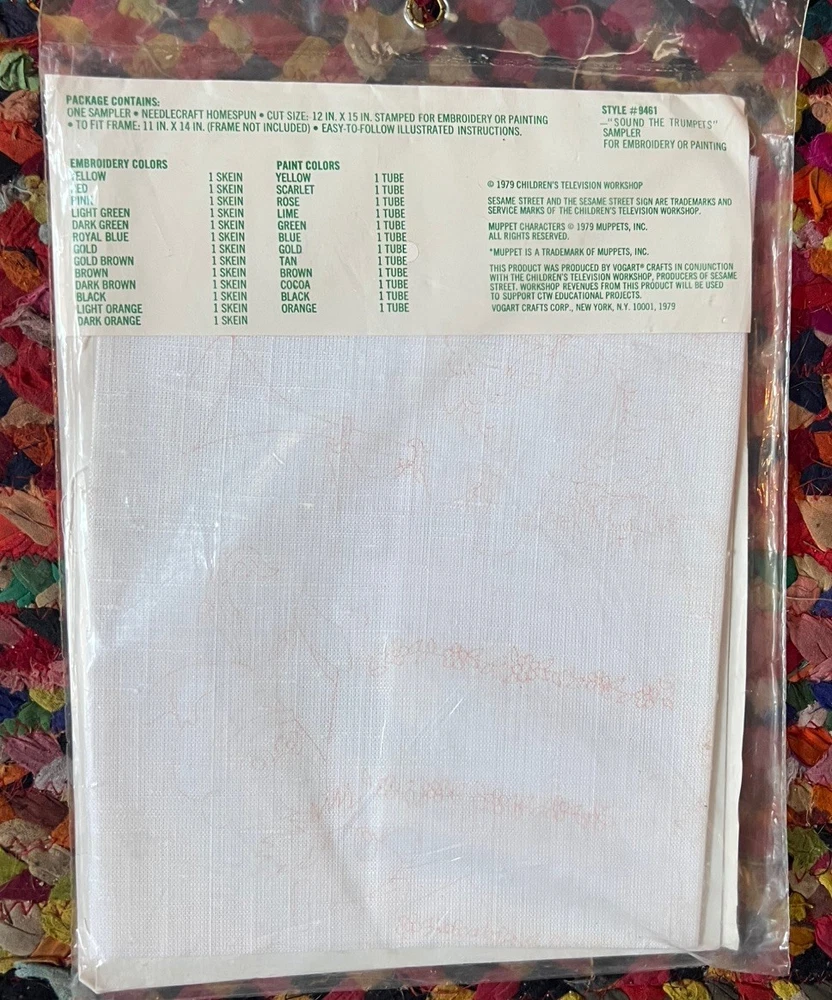 PACKAGE CONTAINS:
ONE SAMPLER • NEEDLECRAFT HOMESPUN • CUT SIZE: 12 IN. X 15 IN. STAMPED FOR EMBROIDERY OR PAINTING
• TO FIT FRAME: 11 IN. X 14 IN. (FRAME NOT INCLUDED) • EASY-TO-FOLLOW ILLUSTRATED INSTRUCTIONS.
STYLE #9461
—"SOUND THE TRUMPETS"
SAMPLER
FOR EMBROIDERY OR PAINTING
EMBROIDERY COLORS
YELLOW 1 SKEIN
RED 1 SKEIN
PINK 1 SKEIN
LIGHT GREEN 1 SKEIN
DARK GREEN 1 SKEIN
ROYAL BLUE 1 SKEIN
GOLD 1 SKEIN
GOLD BROWN 1 SKEIN
BROWN 1 SKEIN
DARK BROWN 1 SKEIN
BLACK 1 SKEIN
LIGHT ORANGE 1 SKEIN
DARK ORANGE 1 SKEIN
PAINT COLORS
YELLOW 1 TUBE
SCARLET 1 TUBE
ROSE 1 TUBE
LIME 1 TUBE
GREEN 1 TUBE
BLUE 1 TUBE
GOLD 1 TUBE
TAN 1 TUBE
BROWN 1 TUBE
COCOA 1 TUBE
BLACK 1 TUBE
ORANGE 1 TUBE
© 1979 CHILDREN'S TELEVISION WORKSHOP
SESAME STREET AND THE SESAME STREET SIGN ARE TRADEMARKS AND
SERVICE MARKS OF THE CHILDREN'S TELEVISION WORKSHOP.
MUPPET CHARACTERS © 1979 MUPPETS, INC.
ALL RIGHTS RESERVED.
*MUPPET IS A TRADEMARK OF MUPPETS, INC.
THIS PRODUCT WAS PRODUCED BY VOGART® CRAFTS IN CONJUNCTION
WITH THE CHILDREN'S TELEVISION WORKSHOP, PRODUCERS OF SESAME
STREET. WORKSHOP REVENUES FROM THIS PRODUCT WILL BE USED
TO SUPPORT CTW EDUCATIONAL PROJECTS.
VOGART CRAFTS CORP., NEW YORK, N.Y. 10001, 1979